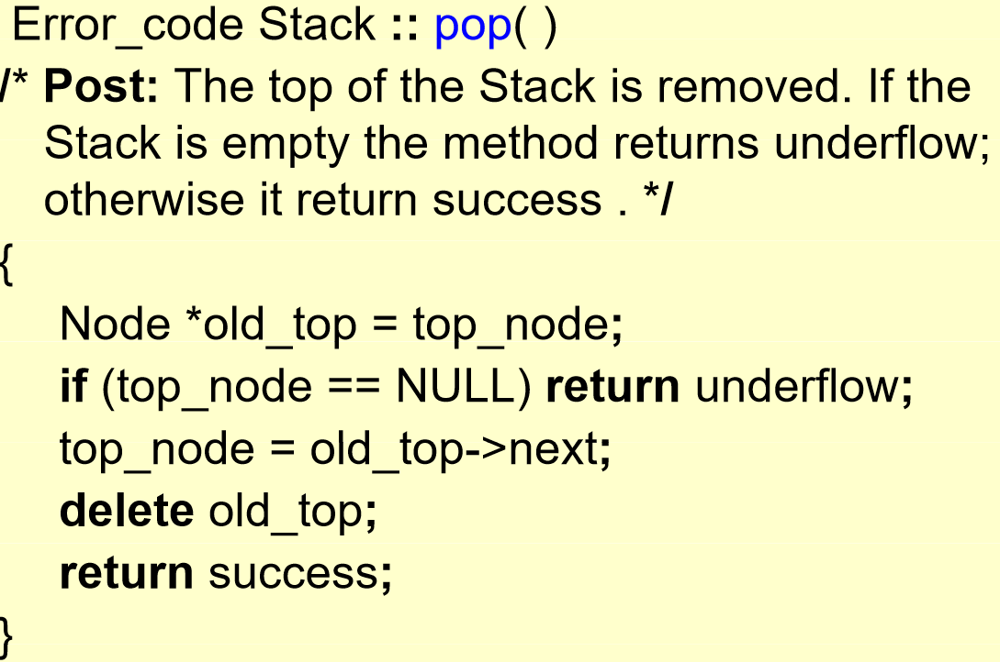 Error_code Stack :: pop( )
/* Post: The top of the Stack is removed. If the
Stack is empty the method returns underflow;
otherwise it return success . */
{
Node *old_top = top_node;
if (top_node == NULL) return underflow;
top_node = old_top->next;
delete old_top;
return success;
}